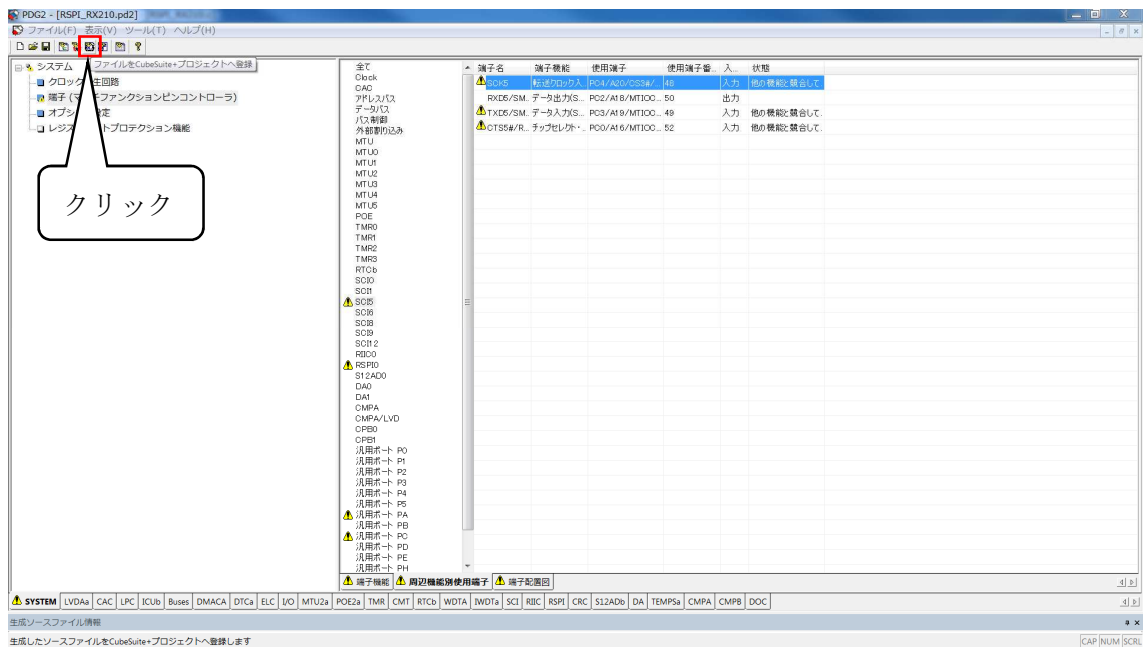 PDG2 - [RSPI_RX210.pd2]
ファイル(F) 表示(V) ツール(T) ヘルプ(H)
ファイルをCubeSuite+プロジェクトへ登録
システム
クロック 生回路
端子 (マ ファンクションピンコントローラ)
オプシ 定
レジス トプロテクション機能
クリック
全て
Clock
CAC
アドレスバス
データバス
バス制御
外部割り込み
MTU
MTU0
MTU1
MTU2
MTU3
MTU4
MTU5
POE
TMR0
TMR1
TMR2
TMR3
RTCb
SCI0
SCI1
SCI5
SCI6
SCI8
SCI9
SCI12
RIIC0
RSPI0
S12AD0
DA0
DA1
CMPA
CMPA/LVD
CPB0
CPB1
汎用ポート P0
汎用ポート P1
汎用ポート P2
汎用ポート P3
汎用ポート P4
汎用ポート P5
汎用ポート PA
汎用ポート PB
汎用ポート PC
汎用ポート PD
汎用ポート PE
汎用ポート PH
端子名 端子機能 使用端子 使用端子番... 入... 状態
SCK5 転送クロック入... PC4/A20/CS3#/... 48 入力 他の機能と競合して...
RXD5/SM... データ出力(S... PC2/A18/MTIOC... 50 出力
TXD5/SM... データ入力(S... PC3/A19/MTIOC... 49 入力 他の機能と競合して...
CTS5#/R... チップセレクト・... PC0/A16/MTIOC... 52 入力 他の機能と競合して...
端子機能 周辺機能別使用端子 端子配置図
SYSTEM LVDAa CAC LPC ICUb Buses DMACA DTCa ELC I/O MTU2a POE2a TMR CMT RTCb WDTA IWDTa SCI RIIC RSPI CRC S12ADb DA TEMPSa CMPA CMPB DOC
生成ソースファイル情報
生成したソースファイルをCubeSuite+プロジェクトへ登録します CAP NUM SCRL